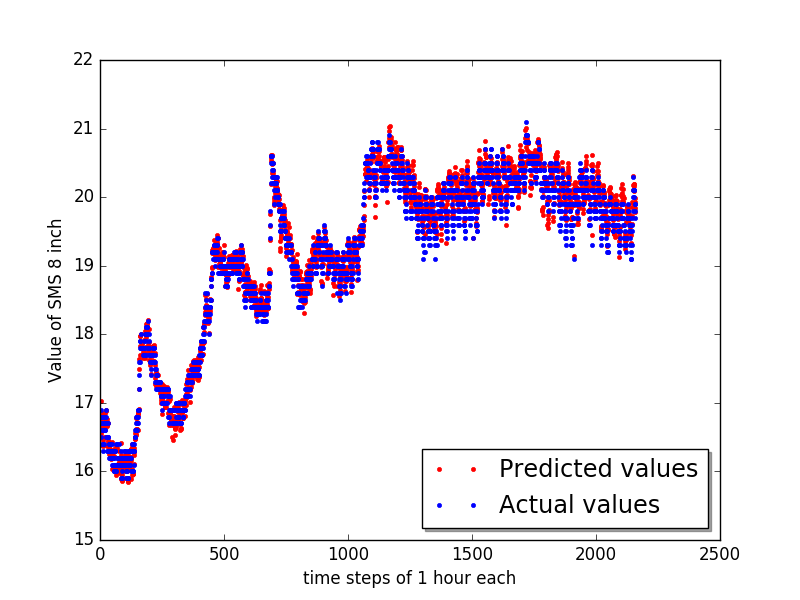 22
21
20
19
18
17
16
15
Value of SMS 8 inch
Predicted values
Actual values
0 500 1000 1500 2000 2500
time steps of 1 hour each